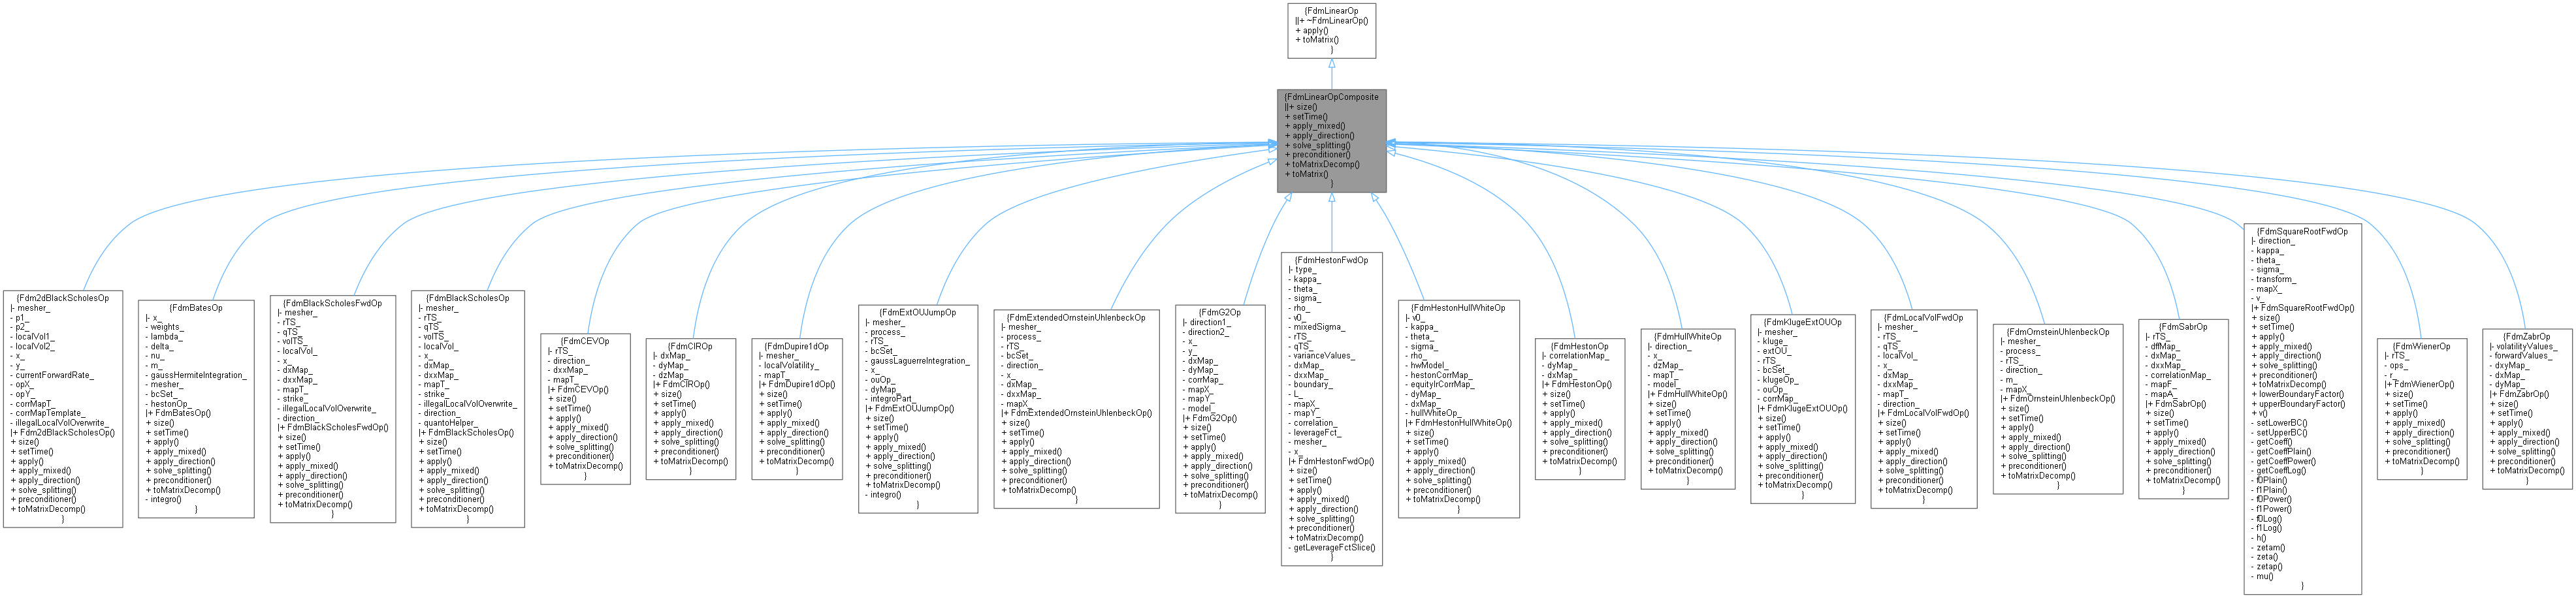 {FdmLinearOp
||+ ~FdmLinearOp()
+ apply()
+ toMatrix()
}
{FdmLinearOpComposite
||+ size()
+ setTime()
+ apply_mixed()
+ apply_direction()
+ solve_splitting()
+ preconditioner()
+ toMatrixDecomp()
+ toMatrix()
}
{Fdm2dBlackScholesOp
|- mesher_
- p1_
- p2_
- localVol1_
- localVol2_
- x_
- y_
- currentForwardRate_
- opX_
- opY_
- corrMapT_
- corrMapTemplate_
- illegalLocalVolOverwrite_
|+ Fdm2dBlackScholesOp()
+ size()
+ setTime()
+ apply()
+ apply_mixed()
+ apply_direction()
+ solve_splitting()
+ preconditioner()
+ toMatrixDecomp()
}
{FdmBatesOp
|- x_
- weights_
- lambda_
- delta_
- nu_
- m_
- gaussHermiteIntegration_
- mesher_
- bcSet_
- hestonOp_
|+ FdmBatesOp()
+ size()
+ setTime()
+ apply()
+ apply_mixed()
+ apply_direction()
+ solve_splitting()
+ preconditioner()
+ toMatrixDecomp()
- integro()
}
{FdmBlackScholesFwdOp
|- mesher_
- rTS_
- qTS_
- volTS_
- localVol_
- x_
- dxMap_
- dxxMap_
- mapT_
- strike_
- illegalLocalVolOverwrite_
- direction_
|+ FdmBlackScholesFwdOp()
+ size()
+ setTime()
+ apply()
+ apply_mixed()
+ apply_direction()
+ solve_splitting()
+ preconditioner()
+ toMatrixDecomp()
}
{FdmBlackScholesOp
|- mesher_
- rTS_
- qTS_
- volTS_
- localVol_
- x_
- dxMap_
- dxxMap_
- mapT_
- strike_
- illegalLocalVolOverwrite_
- direction_
- quantoHelper_
|+ FdmBlackScholesOp()
+ size()
+ setTime()
+ apply()
+ apply_mixed()
+ apply_direction()
+ solve_splitting()
+ preconditioner()
+ toMatrixDecomp()
}
{FdmCEVOp
|- rTS_
- direction_
- dxxMap_
- mapT_
|+ FdmCEVOp()
+ size()
+ setTime()
+ apply()
+ apply_mixed()
+ apply_direction()
+ solve_splitting()
+ preconditioner()
+ toMatrixDecomp()
}
{FdmCIROp
|- dxMap_
- dyMap_
- dzMap_
|+ FdmCIROp()
+ size()
+ setTime()
+ apply()
+ apply_mixed()
+ apply_direction()
+ solve_splitting()
+ preconditioner()
+ toMatrixDecomp()
}
{FdmDupire1dOp
|- mesher_
- localVolatility_
- mapT_
|+ FdmDupire1dOp()
+ size()
+ setTime()
+ apply()
+ apply_mixed()
+ apply_direction()
+ solve_splitting()
+ preconditioner()
+ toMatrixDecomp()
}
{FdmExtOUJumpOp
|- mesher_
- process_
- rTS_
- bcSet_
- gaussLaguerreIntegration_
- x_
- ouOp_
- dyMap_
- integroPart_
|+ FdmExtOUJumpOp()
+ size()
+ setTime()
+ apply()
+ apply_mixed()
+ apply_direction()
+ solve_splitting()
+ preconditioner()
+ toMatrixDecomp()
- integro()
}
{FdmExtendedOrnsteinUhlenbeckOp
|- mesher_
- process_
- rTS_
- bcSet_
- direction_
- x_
- dxMap_
- dxxMap_
- mapX_
|+ FdmExtendedOrnsteinUhlenbeckOp()
+ size()
+ setTime()
+ apply()
+ apply_mixed()
+ apply_direction()
+ solve_splitting()
+ preconditioner()
+ toMatrixDecomp()
}
{FdmG2Op
|- direction1_
- direction2_
- x_
- y_
- dxMap_
- dyMap_
- corrMap_
- mapX_
- mapY_
- model_
|+ FdmG2Op()
+ size()
+ setTime()
+ apply()
+ apply_mixed()
+ apply_direction()
+ solve_splitting()
+ preconditioner()
+ toMatrixDecomp()
}
{FdmHestonFwdOp
|- type_
- kappa_
- theta_
- sigma_
- rho_
- v0_
- mixedSigma_
- rTS_
- qTS_
- varianceValues_
- dxMap_
- dxxMap_
- boundary_
- L_
- mapX_
- mapY_
- correlation_
- leverageFct_
- mesher_
- x_
|+ FdmHestonFwdOp()
+ size()
+ setTime()
+ apply()
+ apply_mixed()
+ apply_direction()
+ solve_splitting()
+ preconditioner()
+ toMatrixDecomp()
- getLeverageFctSlice()
}
{FdmHestonHullWhiteOp
|- v0_
- kappa_
- theta_
- sigma_
- rho_
- hwModel_
- hestonCorrMap_
- equityIrCorrMap_
- dyMap_
- dxMap_
- hullWhiteOp_
|+ FdmHestonHullWhiteOp()
+ size()
+ setTime()
+ apply()
+ apply_mixed()
+ apply_direction()
+ solve_splitting()
+ preconditioner()
+ toMatrixDecomp()
}
{FdmHestonOp
|- correlationMap_
- dyMap_
- dxMap_
|+ FdmHestonOp()
+ size()
+ setTime()
+ apply()
+ apply_mixed()
+ apply_direction()
+ solve_splitting()
+ preconditioner()
+ toMatrixDecomp()
}
{FdmHullWhiteOp
|- direction_
- x_
- dzMap_
- mapT_
- model_
|+ FdmHullWhiteOp()
+ size()
+ setTime()
+ apply()
+ apply_mixed()
+ apply_direction()
+ solve_splitting()
+ preconditioner()
+ toMatrixDecomp()
}
{FdmKlugeExtOUOp
|- mesher_
- kluge_
- extOU_
- rTS_
- bcSet_
- klugeOp_
- ouOp_
- corrMap_
|+ FdmKlugeExtOUOp()
+ size()
+ setTime()
+ apply()
+ apply_mixed()
+ apply_direction()
+ solve_splitting()
+ preconditioner()
+ toMatrixDecomp()
}
{FdmLocalVolFwdOp
|- mesher_
- rTS_
- qTS_
- localVol_
- x_
- dxMap_
- dxxMap_
- mapT_
- direction_
|+ FdmLocalVolFwdOp()
+ size()
+ setTime()
+ apply()
+ apply_mixed()
+ apply_direction()
+ solve_splitting()
+ preconditioner()
+ toMatrixDecomp()
}
{FdmOrnsteinUhlenbeckOp
|- mesher_
- process_
- rTS_
- direction_
- m_
- mapX_
|+ FdmOrnsteinUhlenbeckOp()
+ size()
+ setTime()
+ apply()
+ apply_mixed()
+ apply_direction()
+ solve_splitting()
+ preconditioner()
+ toMatrixDecomp()
}
{FdmSabrOp
|- rTS_
- dffMap_
- dxMap_
- dxxMap_
- correlationMap_
- mapF_
- mapA_
|+ FdmSabrOp()
+ size()
+ setTime()
+ apply()
+ apply_mixed()
+ apply_direction()
+ solve_splitting()
+ preconditioner()
+ toMatrixDecomp()
}
{FdmSquareRootFwdOp
|- direction_
- kappa_
- theta_
- sigma_
- transform_
- mapX_
- v_
|+ FdmSquareRootFwdOp()
+ size()
+ setTime()
+ apply()
+ apply_mixed()
+ apply_direction()
+ solve_splitting()
+ preconditioner()
+ toMatrixDecomp()
+ lowerBoundaryFactor()
+ upperBoundaryFactor()
+ v()
- setLowerBC()
- setUpperBC()
- getCoeff()
- getCoeffPlain()
- getCoeffPower()
- getCoeffLog()
- f0Plain()
- f1Plain()
- f0Power()
- f1Power()
- f0Log()
- f1Log()
- h()
- zetam()
- zeta()
- zetap()
- mu()
}
{FdmWienerOp
|- rTS_
- ops_
- r_
|+ FdmWienerOp()
+ size()
+ setTime()
+ apply()
+ apply_mixed()
+ apply_direction()
+ solve_splitting()
+ preconditioner()
+ toMatrixDecomp()
}
{FdmZabrOp
|- volatilityValues_
- forwardValues_
- dxyMap_
- dxMap_
- dyMap_
|+ FdmZabrOp()
+ size()
+ setTime()
+ apply()
+ apply_mixed()
+ apply_direction()
+ solve_splitting()
+ preconditioner()
+ toMatrixDecomp()
}